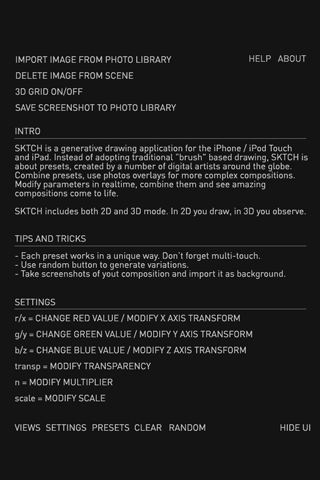 IMPORT IMAGE FROM PHOTO LIBRARY
HELP ABOUT
DELETE IMAGE FROM SCENE
3D GRID ON/OFF
SAVE SCREENSHOT TO PHOTO LIBRARY
INTRO
SKTCH is a generative drawing application for the iPhone / iPod Touch
and iPad. Instead of adopting traditional "brush" based drawing, SKTCH is
about presets, created by a number of digital artists around the globe.
Combine presets, use photos overlays for more complex compositions.
Modify parameters in realtime, combine them and see amazing
compositions come to life.
SKTCH includes both 2D and 3D mode. In 2D you draw, in 3D you observe.
TIPS AND TRICKS
- Each preset works in a unique way. Don't forget multi-touch.
- Use random button to generate variations.
- Take screenshots of yout composition and import it as background.
SETTINGS
r/x = CHANGE RED VALUE / MODIFY X AXIS TRANSFORM
g/y = CHANGE GREEN VALUE / MODIFY Y AXIS TRANSFORM
b/z = CHANGE BLUE VALUE / MODIFY Z AXIS TRANSFORM
transp = MODIFY TRANSPARENCY
n = MODIFY MULTIPLIER
scale = MODIFY SCALE
VIEWS SETTINGS PRESETS CLEAR RANDOM HIDE UI